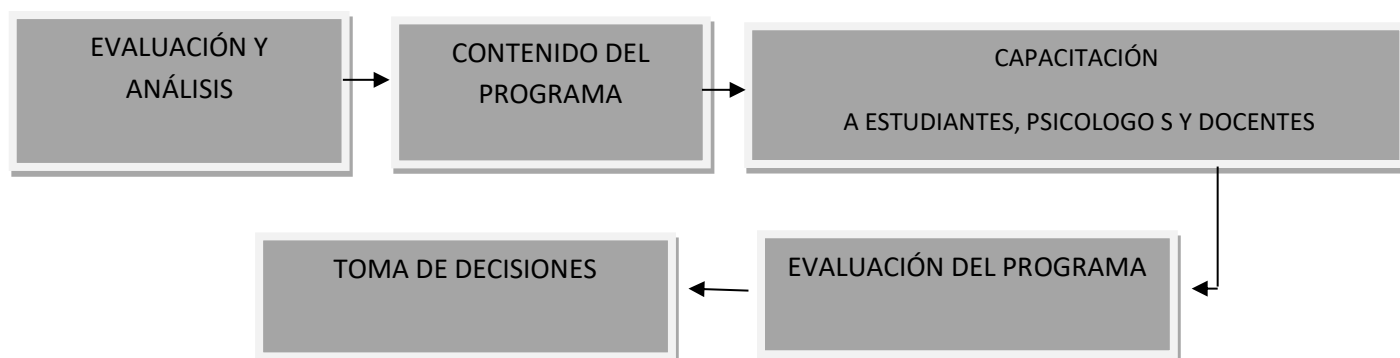 EVALUACIÓN Y
ANÁLISIS
CONTENIDO DEL
PROGRAMA
CAPACITACIÓN
A ESTUDIANTES, PSICOLOGO S Y DOCENTES
EVALUACIÓN DEL PROGRAMA
TOMA DE DECISIONES